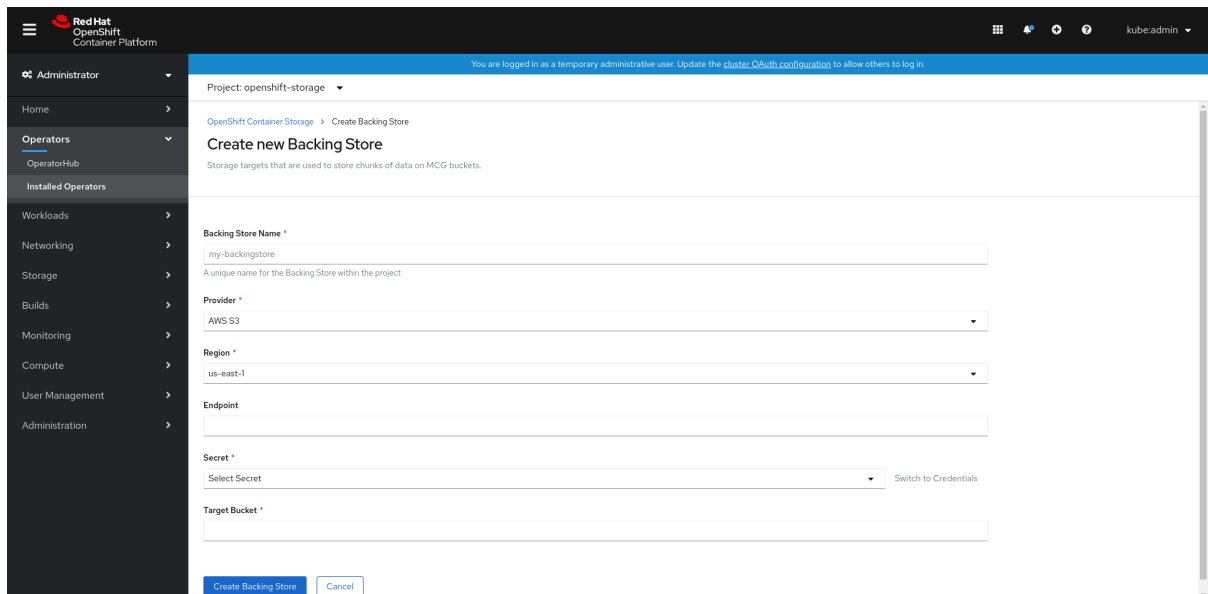 Red Hat
OpenShift
Container Platform
kube:admin
Administrator
You are logged in as a temporary administrative user. Update the cluster OAuth configuration to allow others to log in.
Project: openshift-storage
Home
Operators
OperatorHub
Installed Operators
Workloads
Networking
Storage
Builds
Monitoring
Compute
User Management
Administration
OpenShift Container Storage > Create Backing Store
Create new Backing Store
Storage targets that are used to store chunks of data on MCG buckets.
Backing Store Name *
my-backingstore
A unique name for the Backing Store within the project
Provider *
AWS S3
Region *
us-east-1
Endpoint
Secret *
Select Secret
Switch to Credentials
Target Bucket *
Create Backing Store
Cancel